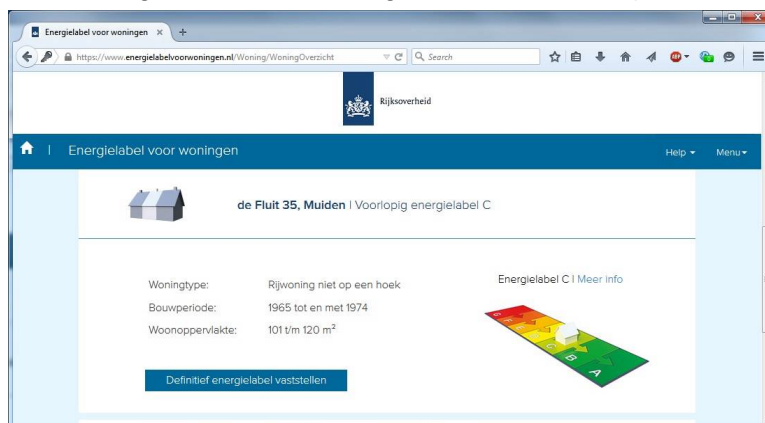 Energielabel voor woningen
https://www.energielabelvoorwoningen.nl/Woning/WoningOverzicht
Search
ABP
Rijksoverheid
Energielabel voor woningen
Help
Menu
de Fluit 35, Muiden | Voorlopig energielabel C
Energielabel C | Meer info
Woningtype: Rijwoning niet op een hoek
Bouwperiode: 1965 tot en met 1974
Woonoppervlakte: 101 t/m 120 m²
C
B
A
Definitief energielabel vaststellen